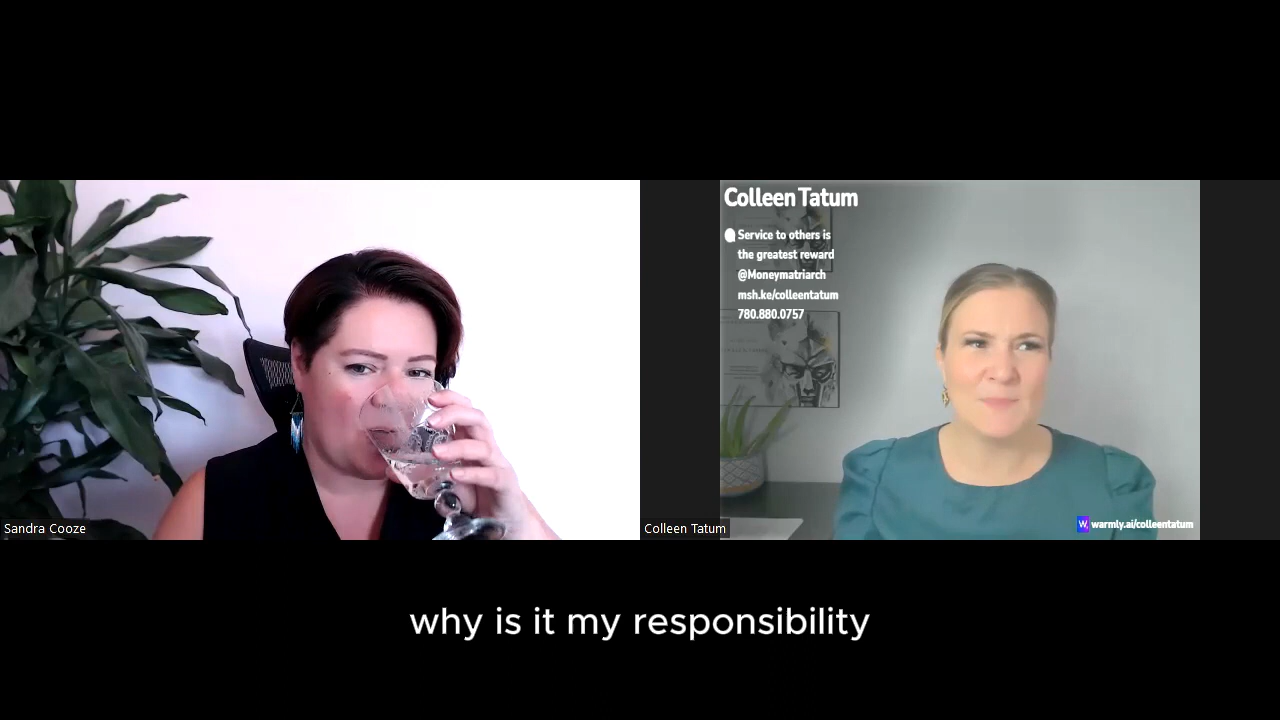 Colleen Tatum
Service to others is
the greatest reward
@Moneymatriarch
msh.ke/colleentatum
780.880.0757
Sandra Cooze
Colleen Tatum
W.
warmly.ai/colleentatum
why is it my responsibility